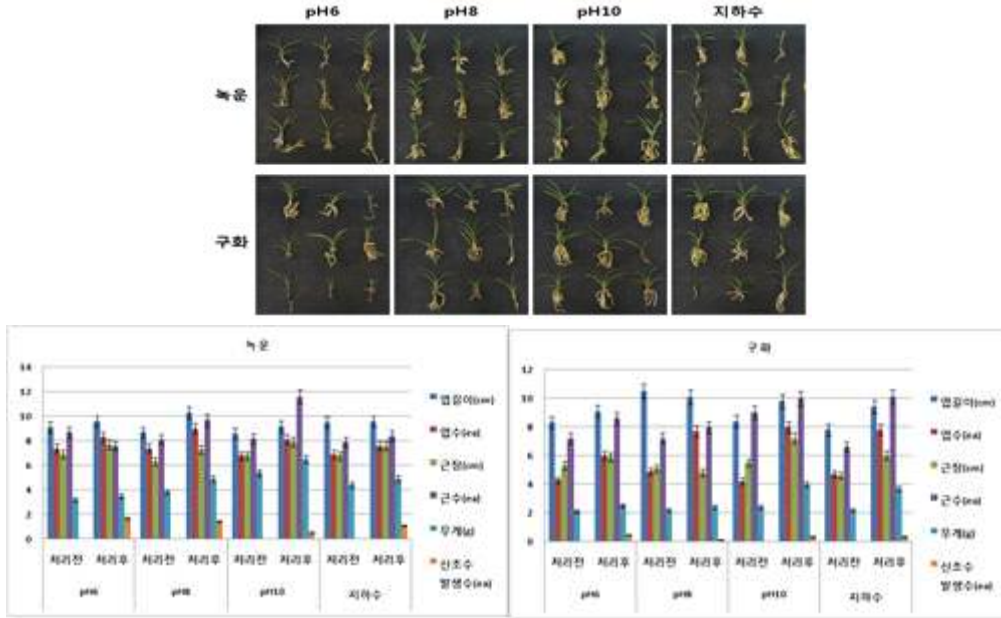 pH6 pH8 pH10 지하수
녹운
구화
녹운
14
12
10
8
6
4
2
0
처리전 처리후 처리전 처리후 처리전 처리후 처리전 처리후
pH6 pH8 pH10 지하수
엽길이(cm)
엽수(ea)
근장(cm)
근수(ea)
무게(g)
신초수
발생수(ea)
구화
12
10
8
6
4
2
0
처리전 처리후 처리전 처리후 처리전 처리후 처리전 처리후
pH6 pH8 pH10 지하수
엽길이(cm)
엽수(ea)
근장(cm)
근수(ea)
무게(g)
신초수
발생수(ea)